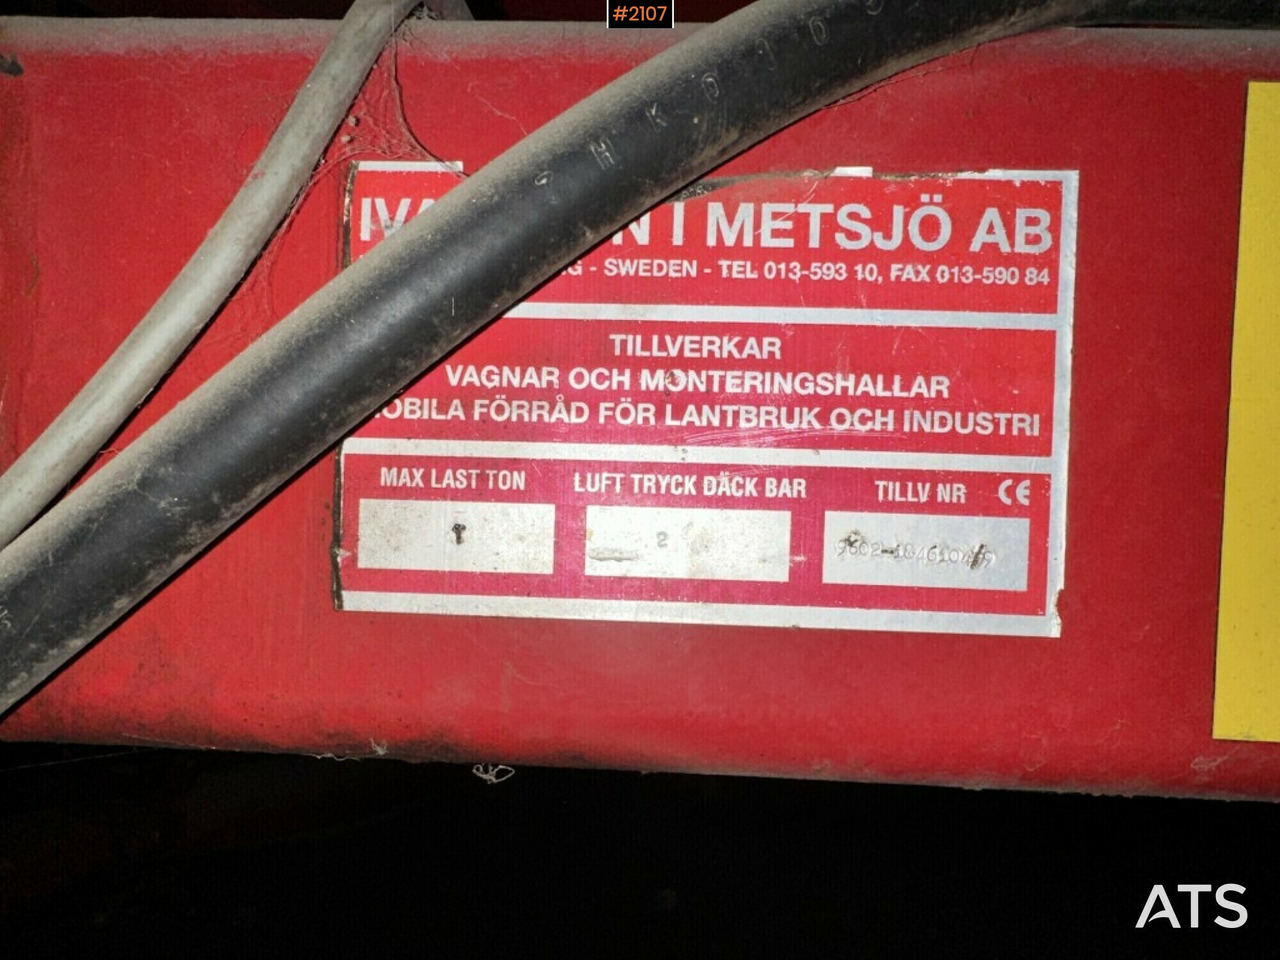 #2107
N I METSJÖ AB
- SWEDEN - TEL 013-593 10, FAX 013-590 84
TILLVERKAR
VAGNAR OCH MONTERINGSHALLAR
MOBILA FÖRRÅD FÖR LANTBRUK OCH INDUSTRI
MAX LAST TON LUFT TRYCK DÄCK BAR TILLV NR CE
2
ATS